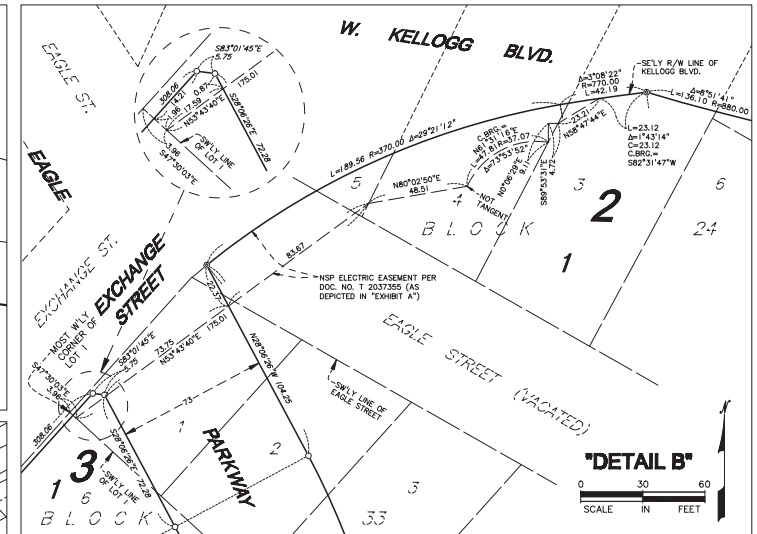 W. KELLOGG BLVD.
EAGLE ST.
EAGLE
S83°01'45"E
5.75
308.06
14.21
0.87
1.96
17.59
N53°43'40"E
175.01
S28°06'26"E
72.28
3.96
S47°30'03"E
SW'LY LINE
OF LOT 1
Δ=3°08'22"
R=770.00
L=42.19
SE'LY R/W LINE OF
KELLOGG BLVD.
Δ=8°51'41"
L=136.10 R=880.00
23.21
N58°47'44"E
L=23.12
Δ=1°43'14"
C=23.12
C.BRG.=
S82°31'47"W
C.BRG.=
N61°31'16"E
L=47.81 R=37.07
Δ=73°53'52"
N0°06'29"E
9.11
S89°53'31"E
4.72
L=189.56 R=370.00 Δ=29°21'12"
5
N80°02'50"E
48.51
4
NOT
TANGENT
3
2
6
24
BLOCK
1
83.67
NSP ELECTRIC EASEMENT PER
DOC. NO. T 2037355 (AS
DEPICTED IN "EXHIBIT A")
EXCHANGE ST.
EXCHANGE
STREET
22.37
MOST W'LY
CORNER OF
LOT 1
S83°01'45"E
5.75
73.75
N53°43'40"E
175.01
S47°30'03"E
3.96
308.06
N28°06'26"W 104.25
73
EAGLE STREET (VACATED)
SW'LY LINE OF
EAGLE STREET
1
2
3
33
PARKWAY
S28°06'26"E 72.28
SW'LY LINE
OF LOT 1
3
1
6
BLOCK
N
"DETAIL B"
0 30 60
SCALE IN FEET